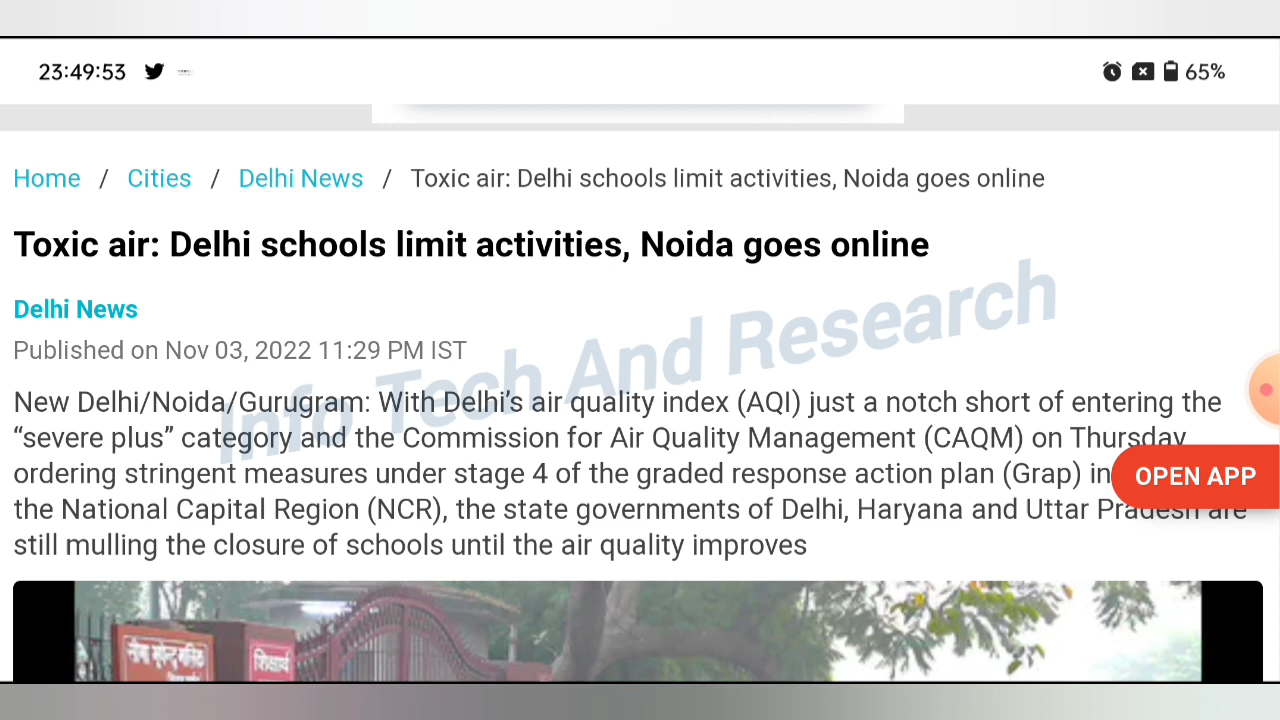 23:49:53 65%
Home / Cities / Delhi News / Toxic air: Delhi schools limit activities, Noida goes online
Toxic air: Delhi schools limit activities, Noida goes online
Delhi News
Published on Nov 03, 2022 11:29 PM IST
Info Tech And Research
New Delhi/Noida/Gurugram: With Delhi’s air quality index (AQI) just a notch short of entering the
“severe plus” category and the Commission for Air Quality Management (CAQM) on Thursday
ordering stringent measures under stage 4 of the graded response action plan (Grap) in
OPEN APP
the National Capital Region (NCR), the state governments of Delhi, Haryana and Uttar Pradesh are
still mulling the closure of schools until the air quality improves